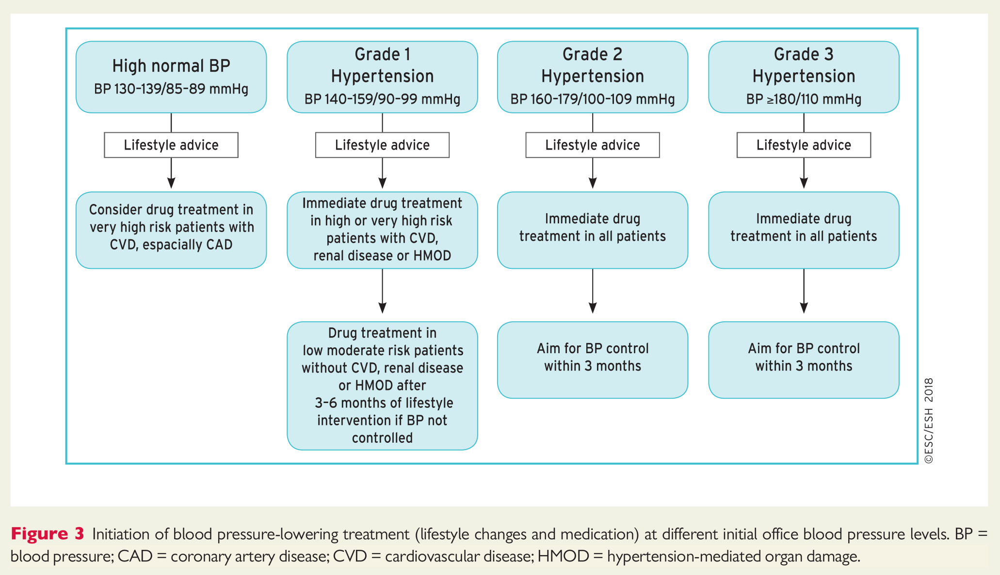 High normal BP
BP 130-139/85-89 mmHg
Lifestyle advice
Consider drug treatment in
very high risk patients with
CVD, espacially CAD
Grade 1
Hypertension
BP 140-159/90-99 mmHg
Lifestyle advice
Immediate drug treatment
in high or very high risk
patients with CVD,
renal disease or HMOD
Drug treatment in
low moderate risk patients
without CVD, renal disease
or HMOD after
3-6 months of lifestyle
intervention if BP not
controlled
Grade 2
Hypertension
BP 160-179/100-109 mmHg
Lifestyle advice
Immediate drug
treatment in all patients
Aim for BP control
within 3 months
Grade 3
Hypertension
BP ≥180/110 mmHg
Lifestyle advice
Immediate drug
treatment in all patients
Aim for BP control
within 3 months
©ESC/ESH 2018
Figure 3 Initiation of blood pressure-lowering treatment (lifestyle changes and medication) at different initial office blood pressure levels. BP =
blood pressure; CAD = coronary artery disease; CVD = cardiovascular disease; HMOD = hypertension-mediated organ damage.